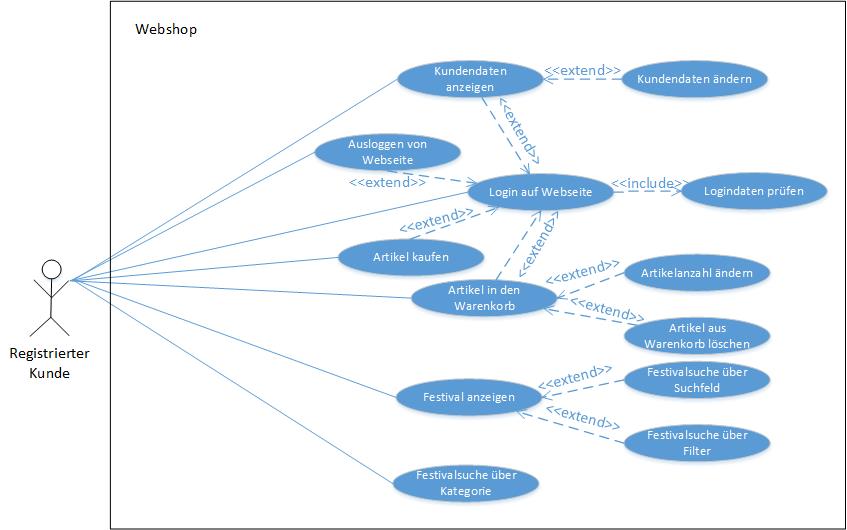 Webshop
Kundendaten
anzeigen
<<extend>>
Kundendaten ändern
<<extend>>
Ausloggen von
Webseite
<<extend>>
Login auf Webseite
<<include>>
Logindaten prüfen
<<extend>>
Artikel kaufen
<<extend>>
Artikel in den
Warenkorb
<<extend>>
Artikelanzahl ändern
<<extend>>
Artikel aus
Warenkorb löschen
Registrierter
Kunde
Festival anzeigen
<<extend>>
Festivalsuche über
Suchfeld
<<extend>>
Festivalsuche über
Filter
Festivalsuche über
Kategorie